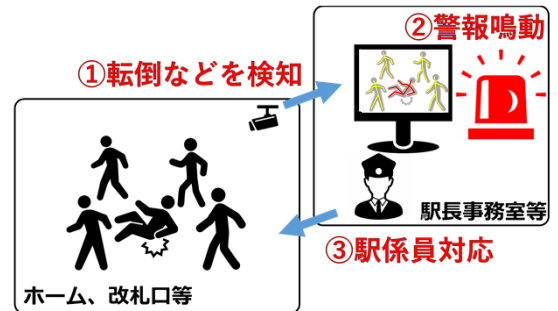 ①転倒などを検知
②警報鳴動
駅長事務室等
③駅係員対応
ホーム、改札口等